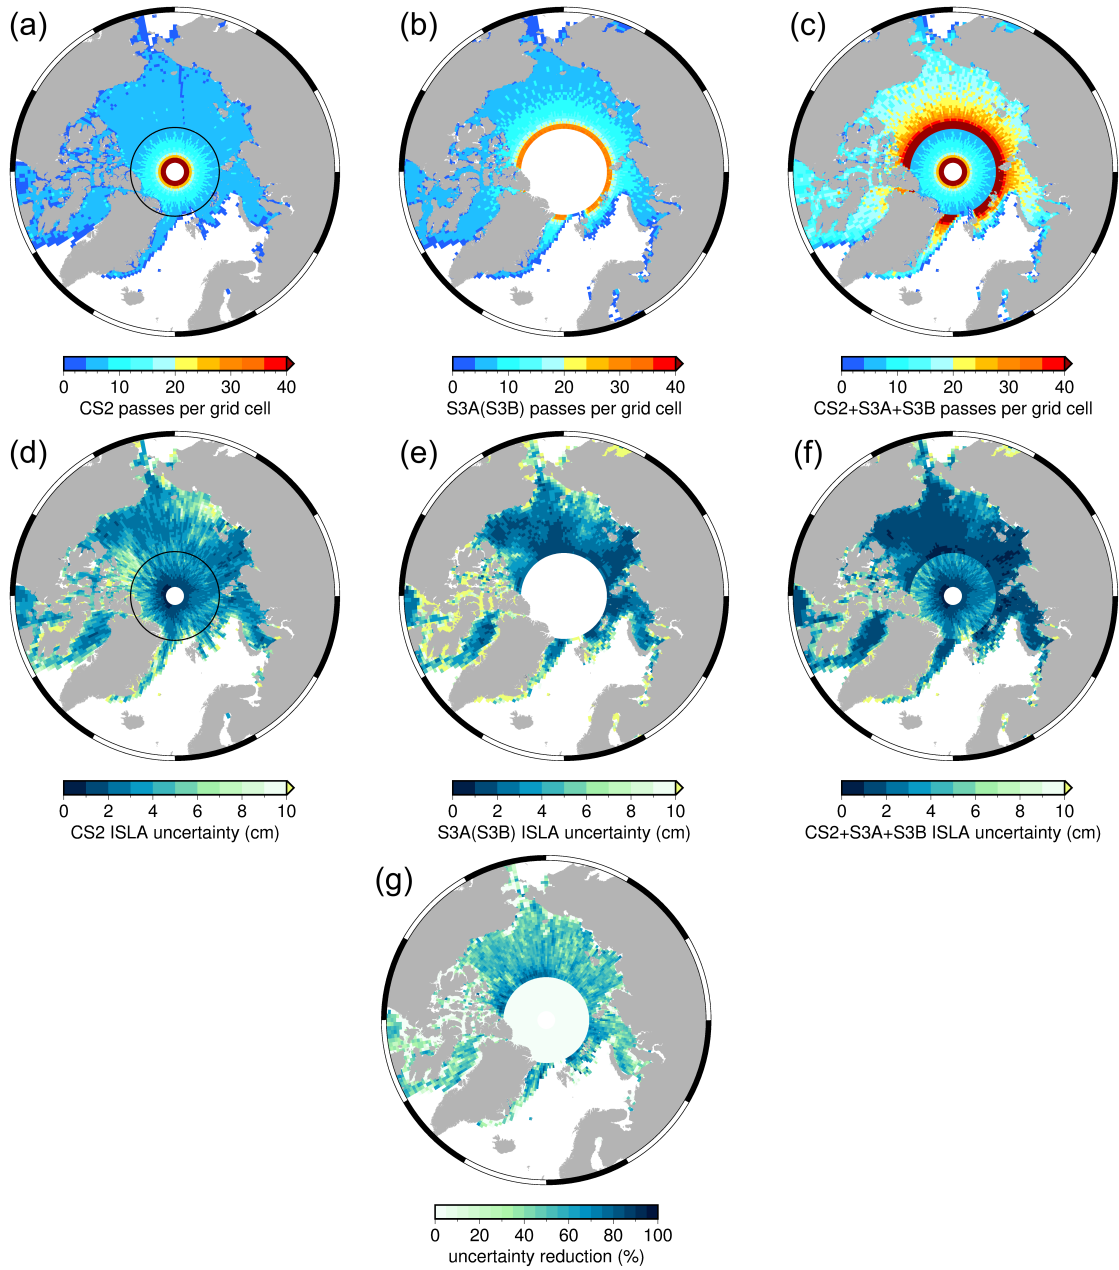 (a) (b) (c)
0 10 20 30 40
CS2 passes per grid cell
0 10 20 30 40
S3A(S3B) passes per grid cell
0 10 20 30 40
CS2+S3A+S3B passes per grid cell
(d) (e) (f)
0 2 4 6 8 10
CS2 ISLA uncertainty (cm)
0 2 4 6 8 10
S3A(S3B) ISLA uncertainty (cm)
0 2 4 6 8 10
CS2+S3A+S3B ISLA uncertainty (cm)
(g)
0 20 40 60 80 100
uncertainty reduction (%)